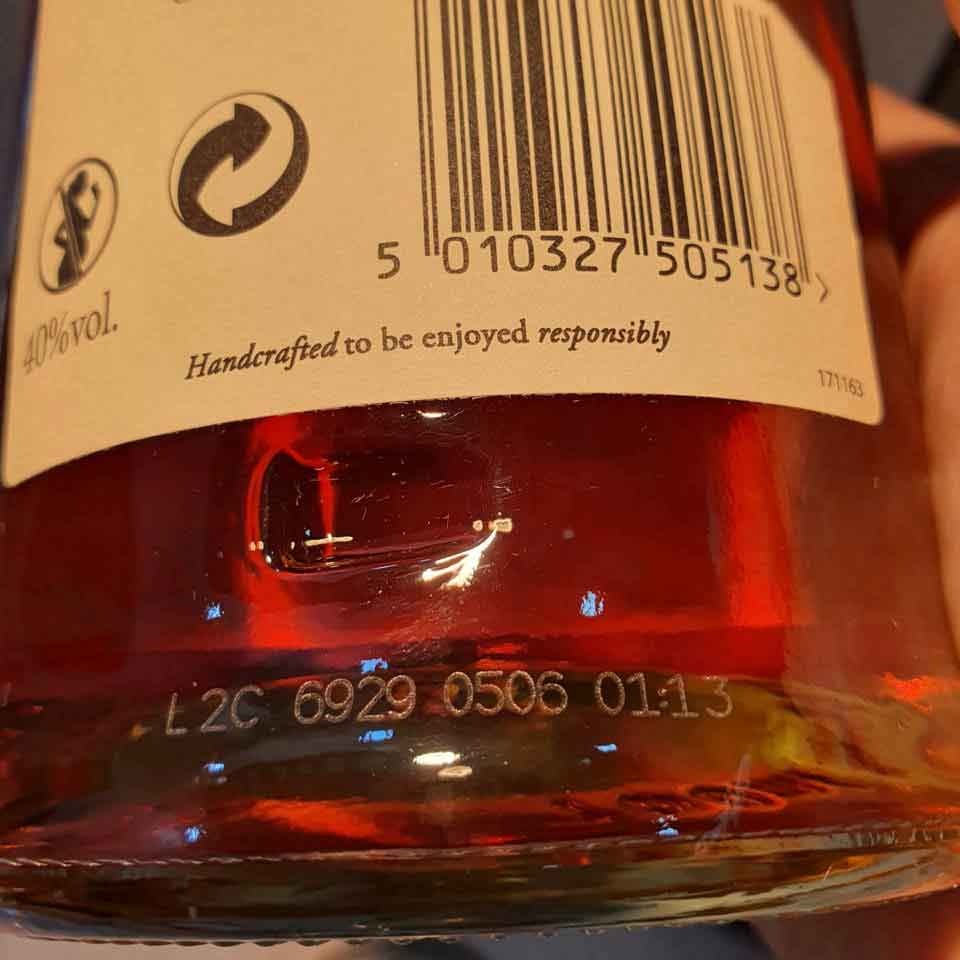 5 010327 505138 >
40%vol.
Handcrafted to be enjoyed responsibly
171163
L2C 6929 0506 01:13